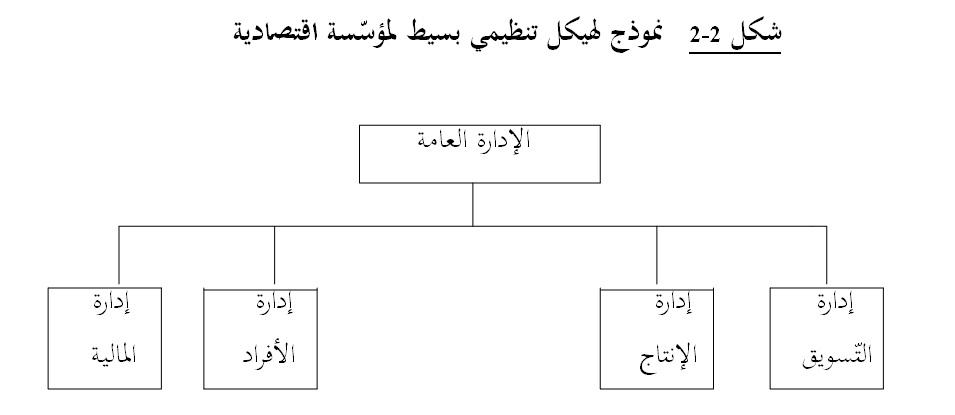 شكل 2-2 نموذج لهيكل تنظيمي بسيط لمؤسّسة اقتصادية
الإدارة العامة
إدارة
التّسويق
إدارة
الإنتاج
إدارة
الأفراد
إدارة
المالية